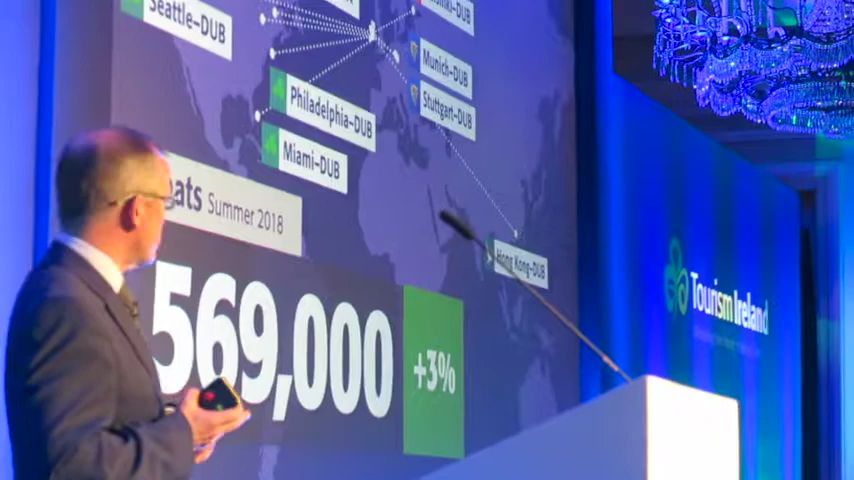 Seattle–DUB
Munich–DUB
Stuttgart–DUB
Philadelphia–DUB
Miami–DUB
Summer 2018
Hong Kong–DUB
569,000
+3%
Tourism Ireland